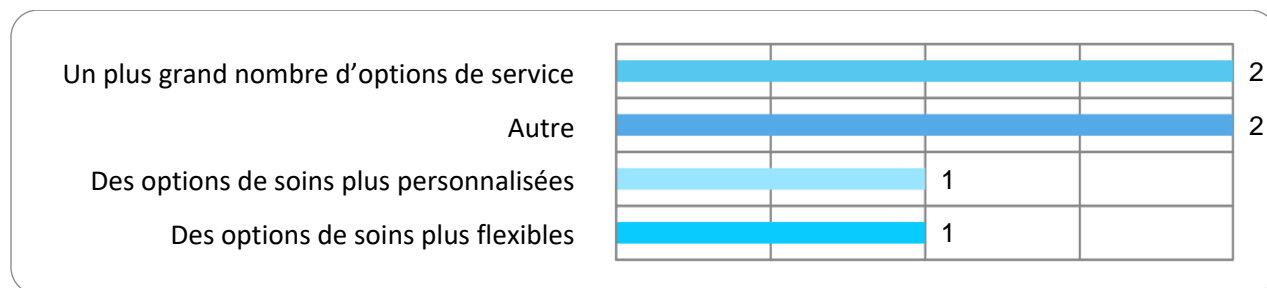 Un plus grand nombre d’options de service 2
Autre 2
Des options de soins plus personnalisées 1
Des options de soins plus flexibles 1